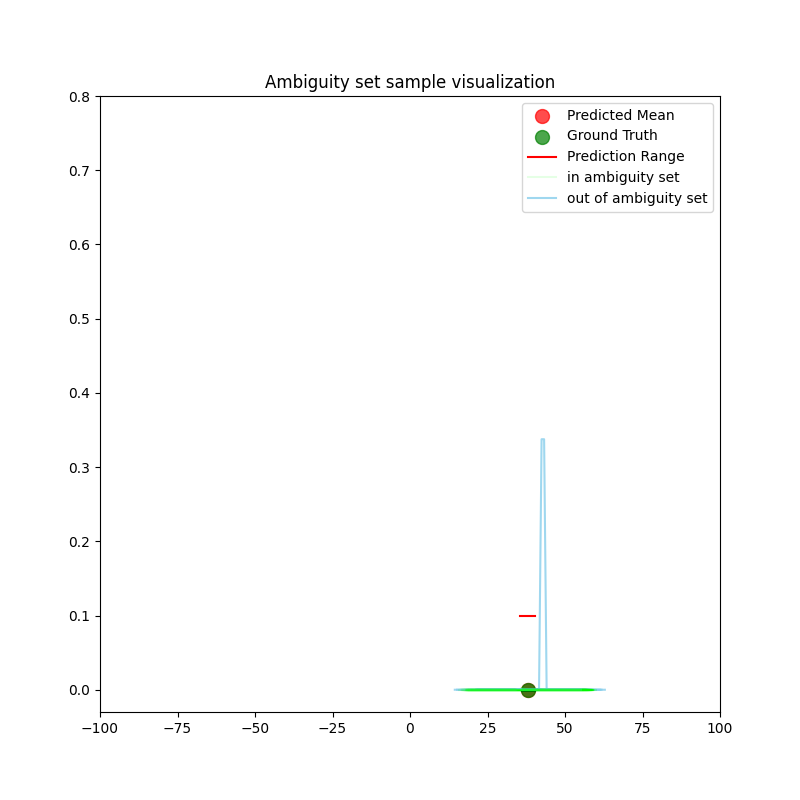 Ambiguity set sample visualization
0.8
0.7
0.6
0.5
0.4
0.3
0.2
0.1
0.0
Predicted Mean
Ground Truth
Prediction Range
in ambiguity set
out of ambiguity set
−100 −75 −50 −25 0 25 50 75 100